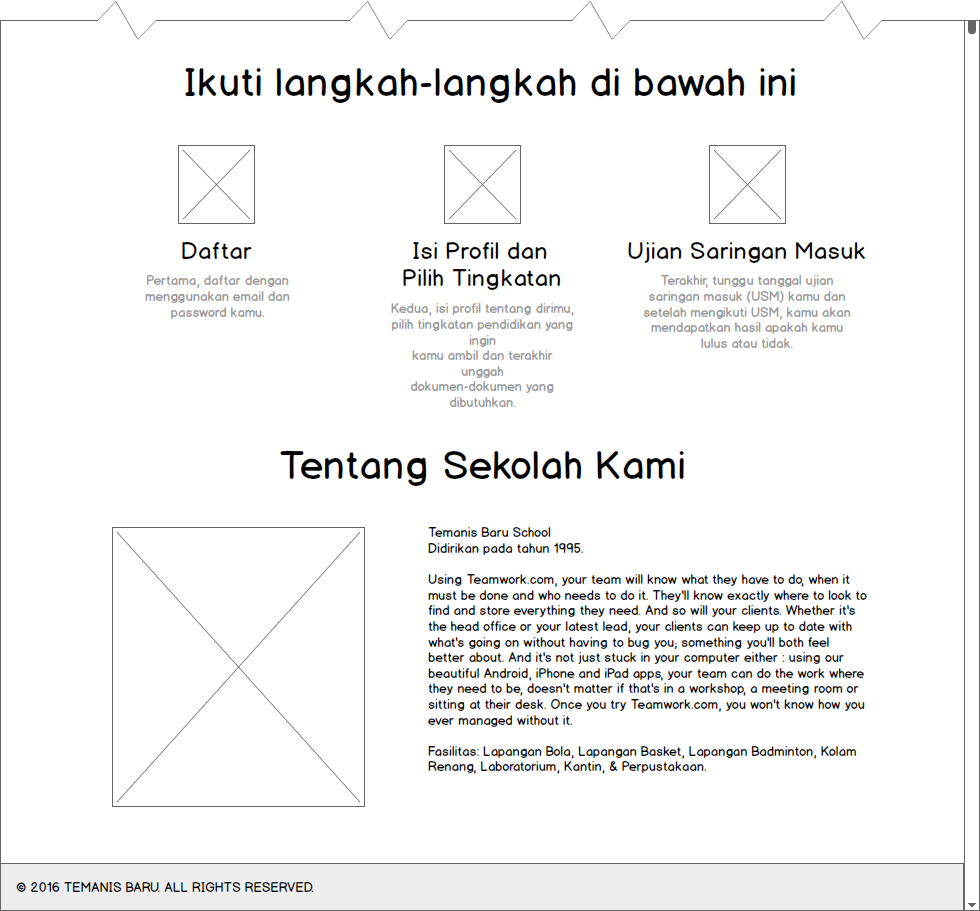 Ikuti langkah-langkah di bawah ini
Daftar
Pertama, daftar dengan
menggunakan email dan
password kamu.
Isi Profil dan
Pilih Tingkatan
Kedua, isi profil tentang dirimu,
pilih tingkatan pendidikan yang
ingin
kamu ambil dan terakhir
unggah
dokumen-dokumen yang
dibutuhkan.
Ujian Saringan Masuk
Terakhir, tunggu tanggal ujian
saringan masuk (USM) kamu dan
setelah mengikuti USM, kamu akan
mendapatkan hasil apakah kamu
lulus atau tidak.
Tentang Sekolah Kami
Temanis Baru School
Didirikan pada tahun 1995.
Using Teamwork.com, your team will know what they have to do, when it
must be done and who needs to do it. They'll know exactly where to look to
find and store everything they need. And so will your clients. Whether it's
the head office or your latest lead, your clients can keep up to date with
what's going on without having to bug you; something you'll both feel
better about. And it's not just stuck in your computer either : using our
beautiful Android, iPhone and iPad apps, your team can do the work where
they need to be, doesn't matter if that's in a workshop, a meeting room or
sitting at their desk. Once you try Teamwork.com, you won't know how you
ever managed without it.
Fasilitas: Lapangan Bola, Lapangan Basket, Lapangan Badminton, Kolam
Renang, Laboratorium, Kantin, & Perpustakaan.
© 2016 TEMANIS BARU. ALL RIGHTS RESERVED.